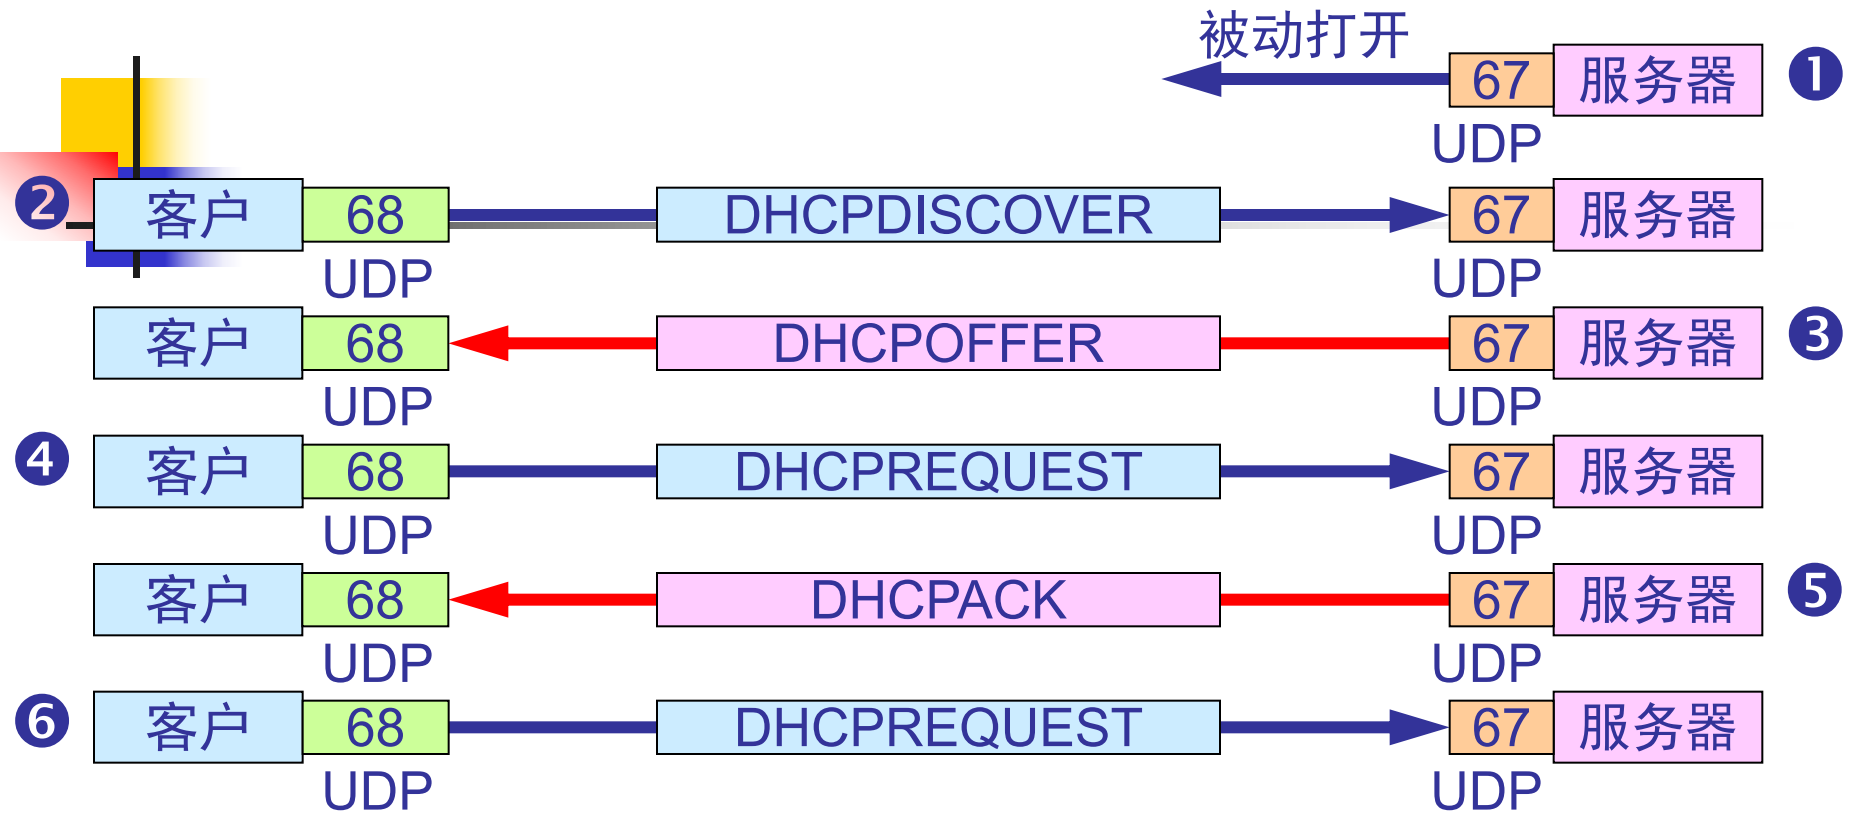 被动打开
67 服务器 ❶
UDP
❷ 客户 68 DHCPDISCOVER 67 服务器
UDP UDP
客户 68 DHCPOFFER 67 服务器 ❸
UDP UDP
❹ 客户 68 DHCPREQUEST 67 服务器
UDP UDP
客户 68 DHCPACK 67 服务器 ❺
UDP UDP
❻ 客户 68 DHCPREQUEST 67 服务器
UDP UDP